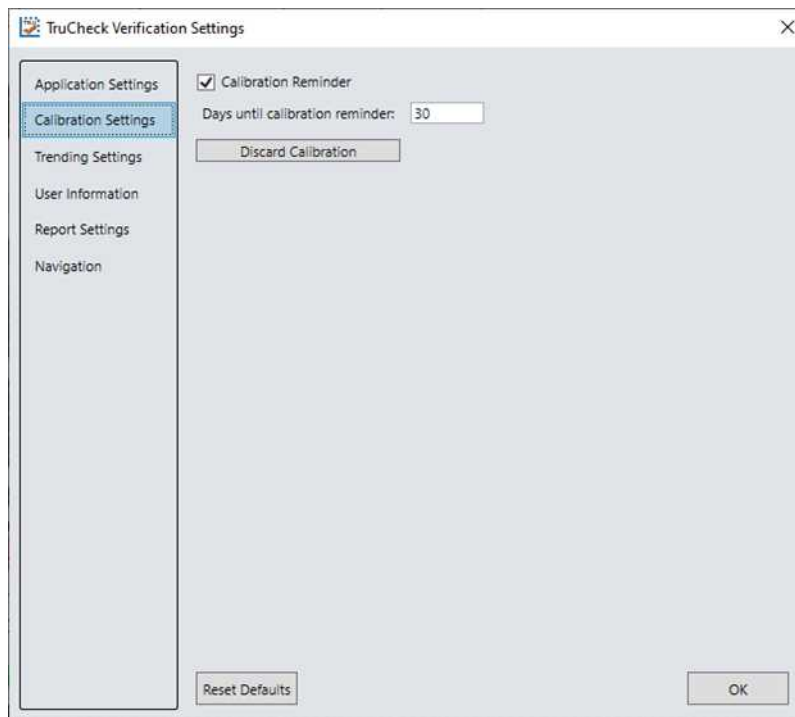 TruCheck Verification Settings
Application Settings
Calibration Settings
Trending Settings
User Information
Report Settings
Navigation
Calibration Reminder
Days until calibration reminder: 30
Discard Calibration
Reset Defaults
OK